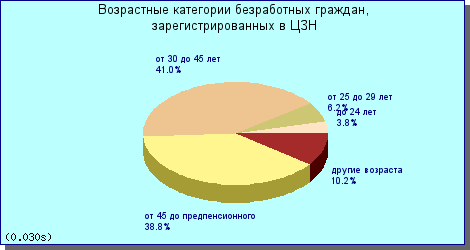 Возрастные категории безработных граждан,
зарегистрированных в ЦЗН
от 30 до 45 лет
41.0%
от 25 до 29 лет
6.2%
до 24 лет
3.8%
другие возраста
10.2%
от 45 до предпенсионного
38.8%
(0.030s)